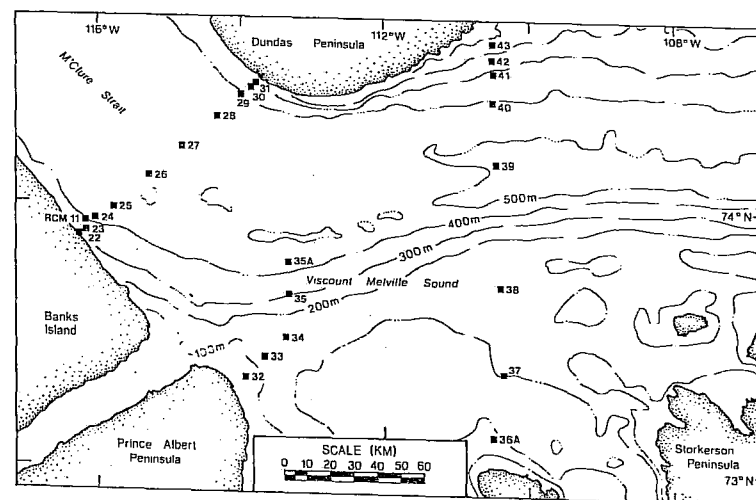 116°W
112°W
108°W
Dundas Peninsula
M'Clure Strait
43
42
41
40
31
30
29
28
27
26
25
24
RCM 11
23
22
39
500m
400m
300m
200m
100m
74°N
35A
Viscount Melville Sound
35
38
34
33
32
37
36A
Banks
Island
Prince Albert
Peninsula
SCALE (KM)
0 10 20 30 40 50 60
Storkerson
Peninsula
73°N